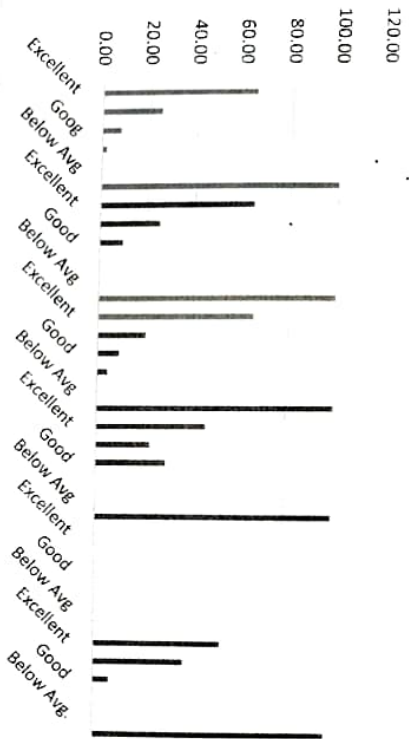 120.00
100.00
80.00
60.00
40.00
20.00
0.00
Excellent
Goog
Below Avg
Excellent
Good
Below Avg
Excellent
Good
Below Avg
Excellent
Good
Below Avg
Excellent
Good
Below Avg
Excellent
Good
Below Avg.